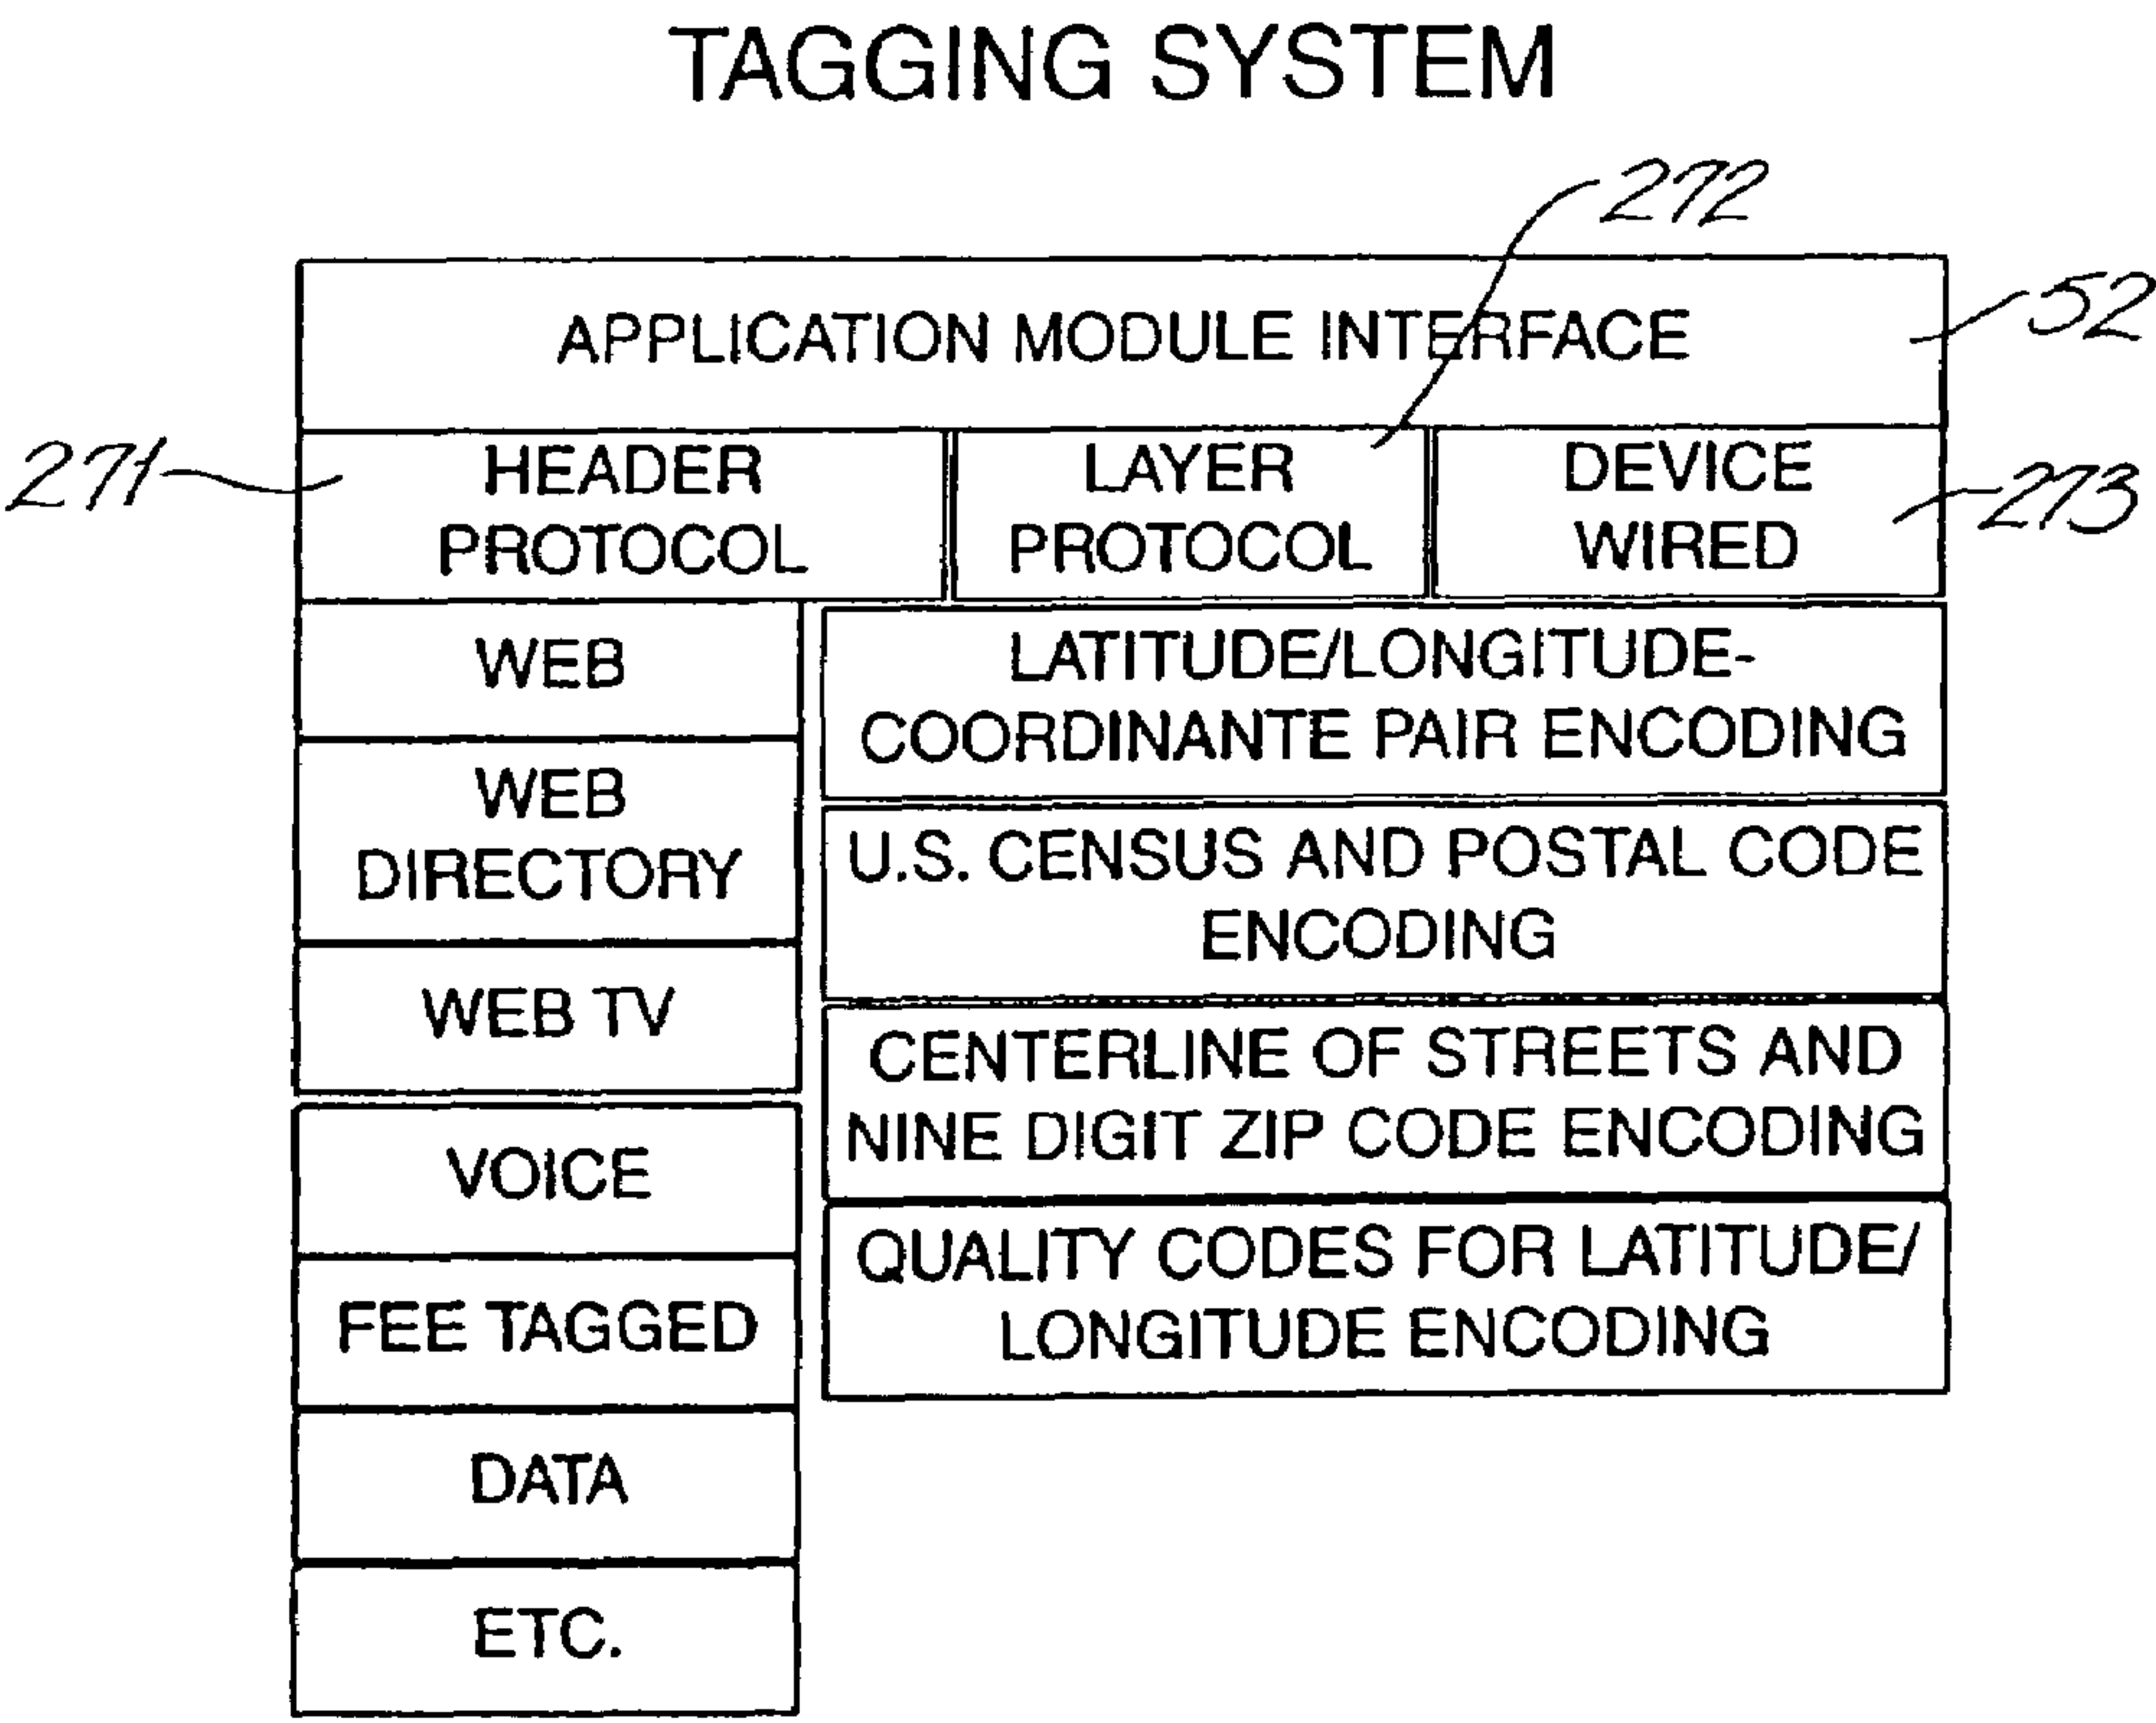 TAGGING SYSTEM
272
APPLICATION MODULE INTERFACE
52
271
HEADER
PROTOCOL
LAYER
PROTOCOL
DEVICE
WIRED
273
WEB
WEB
DIRECTORY
WEB TV
VOICE
FEE TAGGED
DATA
ETC.
LATITUDE/LONGITUDE-
COORDINANTE PAIR ENCODING
U.S. CENSUS AND POSTAL CODE
ENCODING
CENTERLINE OF STREETS AND
NINE DIGIT ZIP CODE ENCODING
QUALITY CODES FOR LATITUDE/
LONGITUDE ENCODING